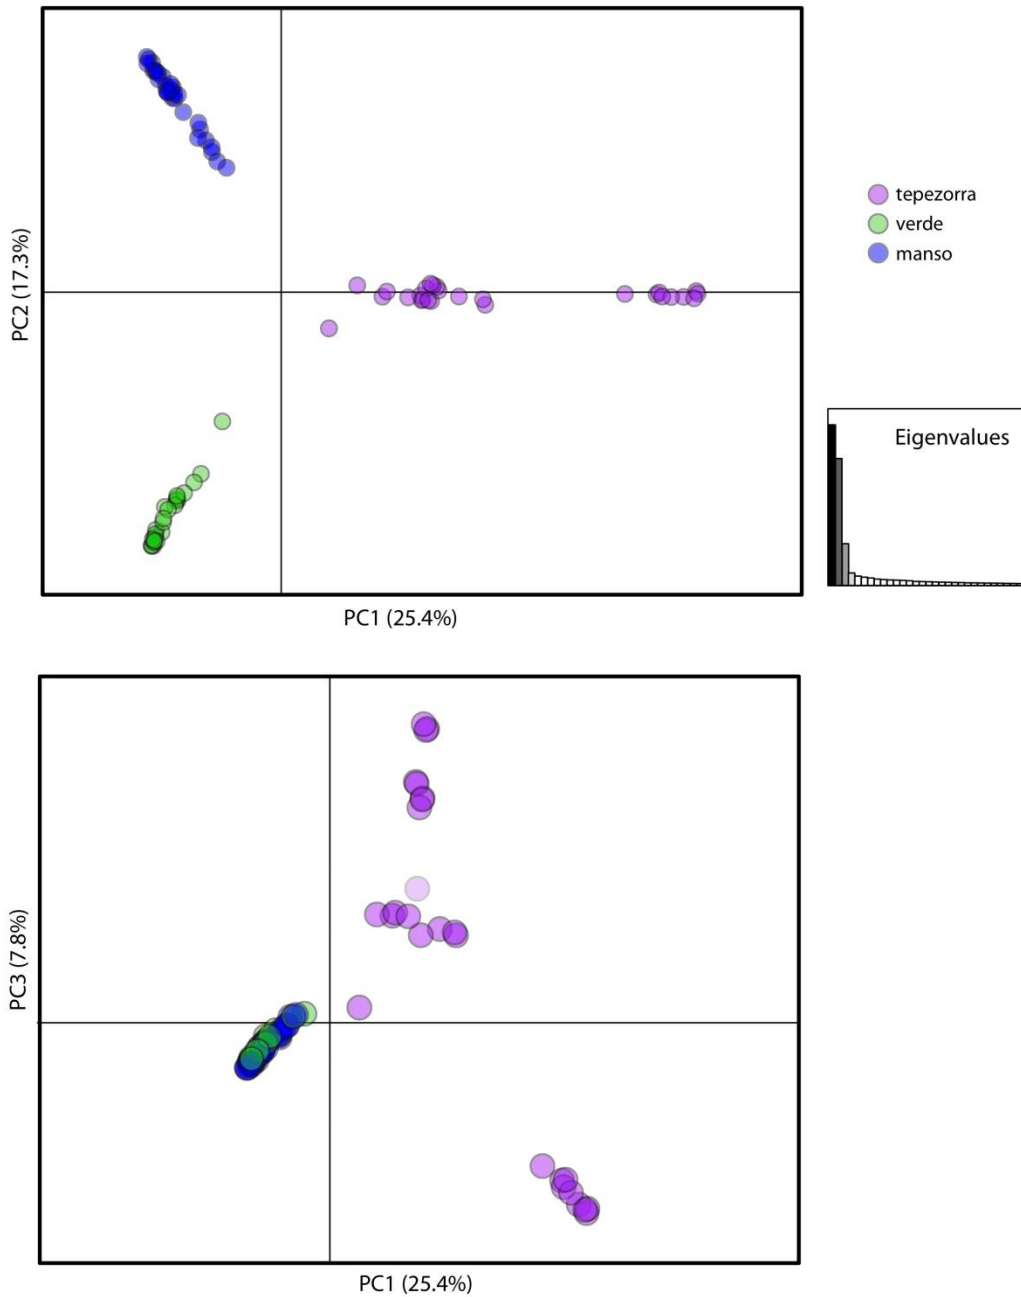 PC2 (17.3%)
tepezorra
verde
manso
Eigenvalues
PC1 (25.4%)
PC3 (7.8%)
PC1 (25.4%)